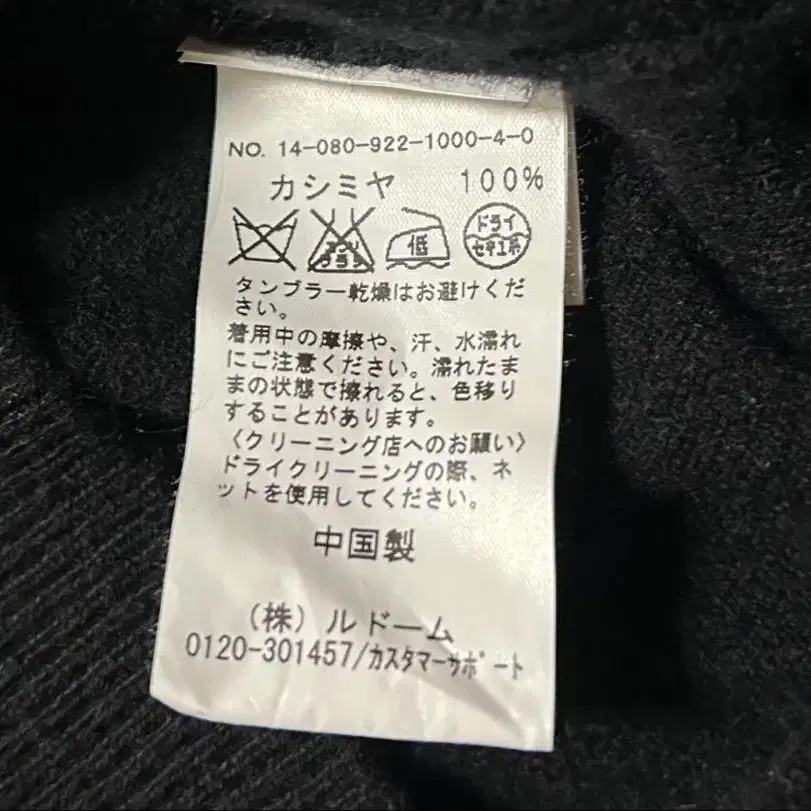 NO. 14-080-922-1000-4-0
カシミヤ 100%
エンソ
サラシ
低
ドライ
セキユ系
タンブラー乾燥はお避けくだ
さい。
着用中の摩擦や、汗、水濡れ
にご注意ください。濡れたま
まの状態で擦れると、色移り
することがあります。
〈クリーニング店へのお願い〉
ドライクリーニングの際、ネ
ットを使用してください。
中国製
(株)ルドーム
0120-301457/カスタマーサポート